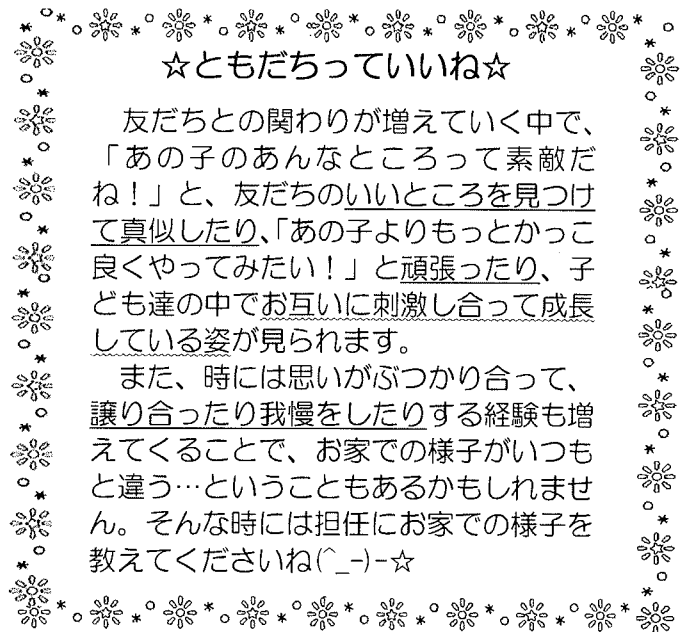 ☆ともだちっていいね☆
友だちとの関わりが増えていく中で、
「あの子のあんなところって素敵だ
ね!」と、友だちのいいところを見つけ
て真似したり、「あの子よりもっとかっこ
良くやってみたい!」と頑張ったり、子
ども達の中でお互いに刺激し合って成長
している姿が見られます。
また、時には思いがぶつかり合って、
譲り合ったり我慢をしたりする経験も増
えてくることで、お家での様子がいつも
と違う…ということもあるかもしれませ
ん。そんな時には担任にお家での様子を
教えてくださいね(^_-)-☆